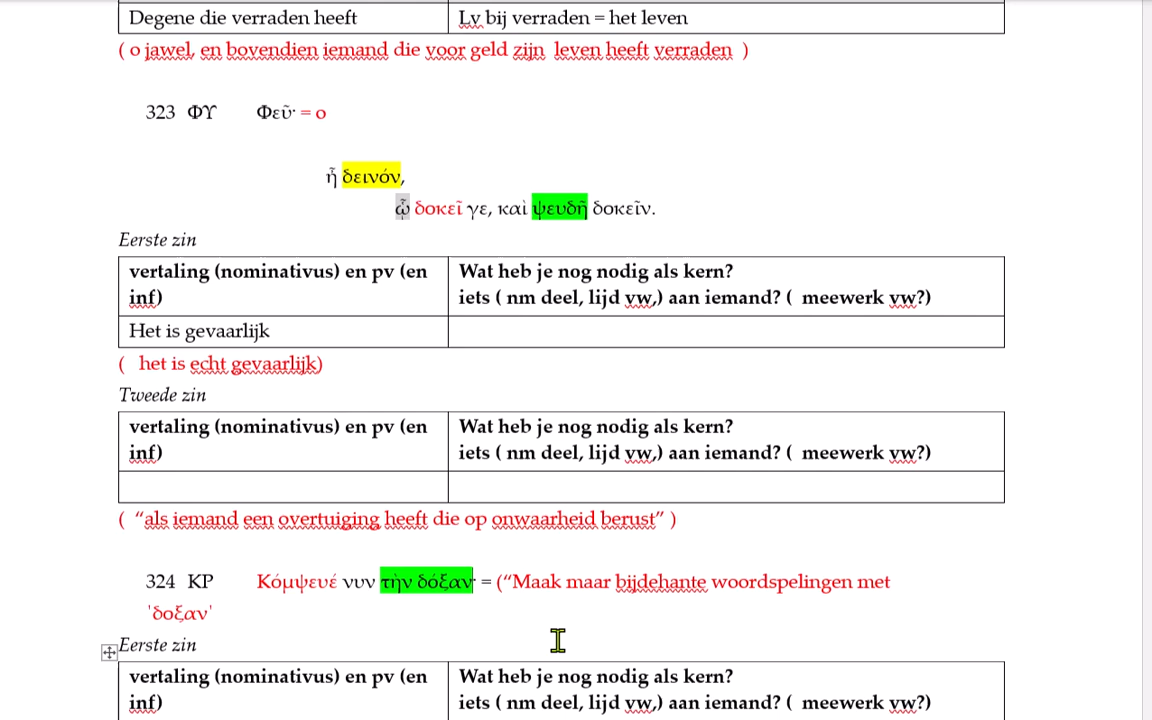 Degene die verraden heeft Lv bij verraden = het leven
( o jawel, en bovendien iemand die voor geld zijn leven heeft verraden )
323 ΦΥ Φεῦ· = o
ἦ δεινόν,
ᾧ δοκεῖ γε, καὶ ψευδῆ δοκεῖν.
Eerste zin
vertaling (nominativus) en pv (en Wat heb je nog nodig als kern?
inf) iets ( nm deel, lijd vw,) aan iemand? ( meewerk vw?)
Het is gevaarlijk
( het is echt gevaarlijk)
Tweede zin
vertaling (nominativus) en pv (en Wat heb je nog nodig als kern?
inf) iets ( nm deel, lijd vw,) aan iemand? ( meewerk vw?)
( “als iemand een overtuiging heeft die op onwaarheid berust” )
324 ΚΡ Κόμψευέ νυν τὴν δόξαν· = (“Maak maar bijdehante woordspelingen met
'δοξαν'
Eerste zin
vertaling (nominativus) en pv (en Wat heb je nog nodig als kern?
inf) iets ( nm deel, lijd vw,) aan iemand? ( meewerk vw?)